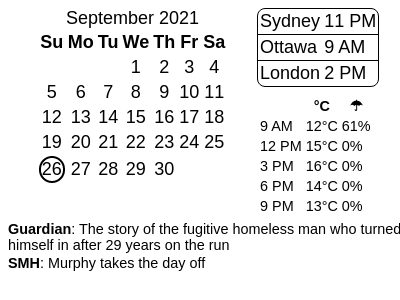 September 2021
Su Mo Tu We Th Fr Sa
1 2 3 4
5 6 7 8 9 10 11
12 13 14 15 16 17 18
19 20 21 22 23 24 25
26 27 28 29 30
Sydney 11 PM
Ottawa 9 AM
London 2 PM
°C ☂
9 AM 12°C 61%
12 PM 15°C 0%
3 PM 16°C 0%
6 PM 14°C 0%
9 PM 13°C 0%
Guardian: The story of the fugitive homeless man who turned
himself in after 29 years on the run
SMH: Murphy takes the day off